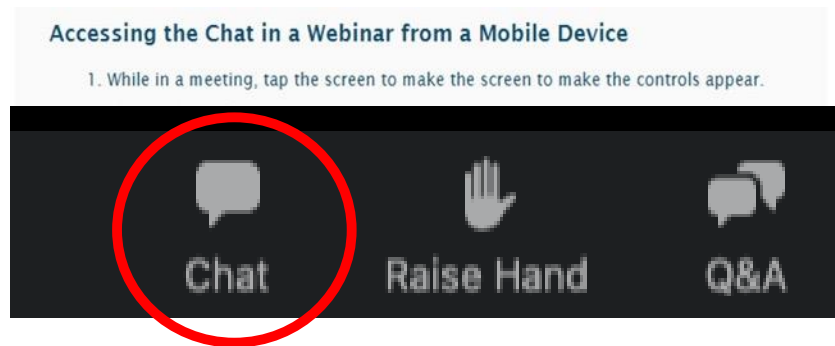 Accessing the Chat in a Webinar from a Mobile Device
1. While in a meeting, tap the screen to make the screen to make the controls appear.
Chat Raise Hand Q&A